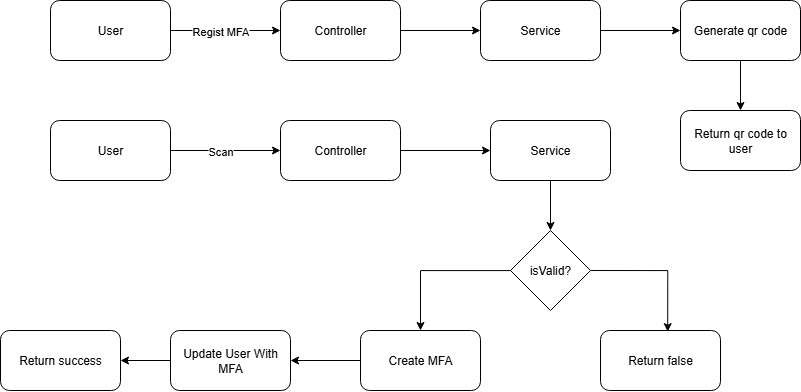 User
Regist MFA
Controller
Service
Generate qr code
Return qr code to
user
User
Scan
Controller
Service
isValid?
Return success
Update User With
MFA
Create MFA
Return false